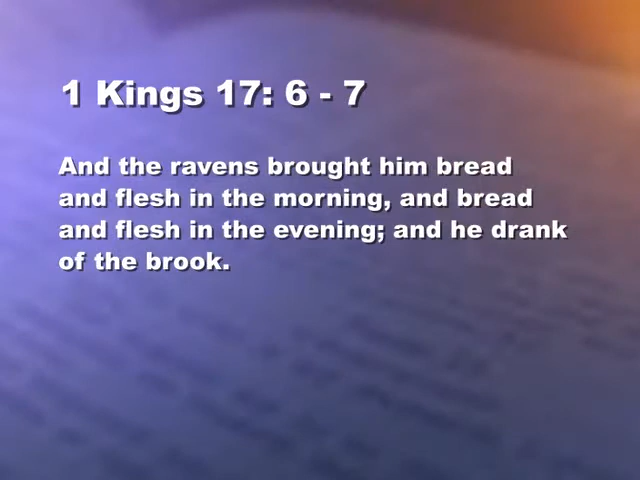 1 Kings 17: 6 - 7
And the ravens brought him bread
and flesh in the morning, and bread
and flesh in the evening; and he drank
of the brook.